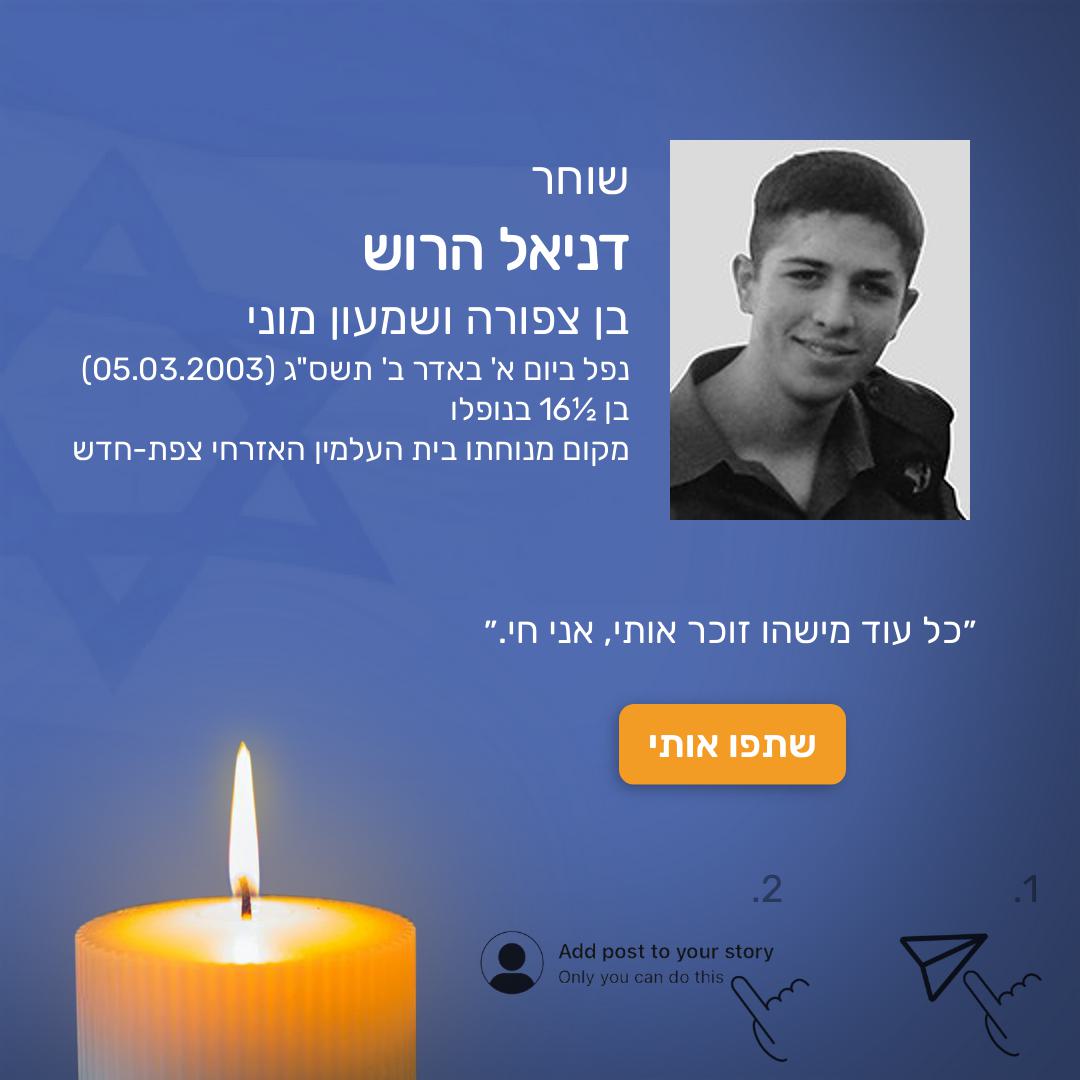 שוחר
דניאל הרוש
בן צפורה ושמעון מוני
נפל ביום א' באדר ב' תשס"ג (05.03.2003)
בן 16½ בנופלו
מקום מנוחתו בית העלמין האזרחי צפת-חדש
״כל עוד מישהו זוכר אותי, אני חי.״
שתפו אותי
1.
2.
Add post to your story
Only you can do this